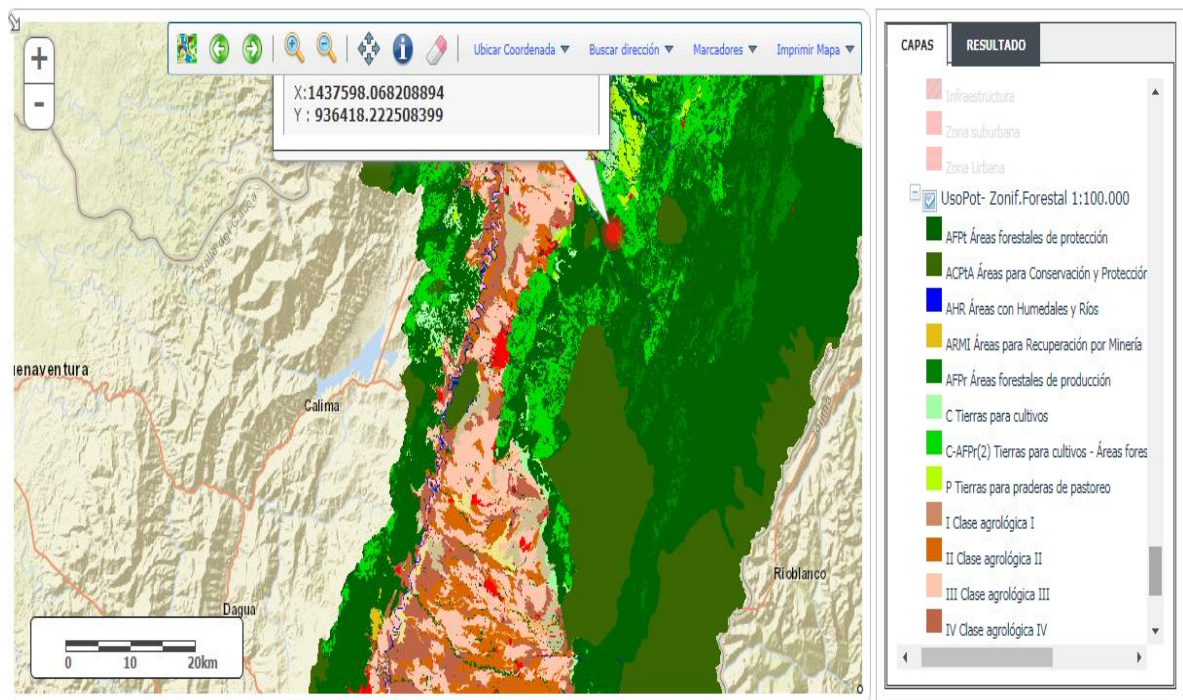 Ubicar Coordenada
Buscar dirección
Marcadores
Imprimir Mapa
+
-
X:1437598.068208894
Y : 936418.222508399
uenaventura
Calima
Dagua
Rioblanco
0 10 20km
CAPAS
RESULTADO
Infraestructura
Zona suburbana
Zona Urbana
UsoPot- Zonif.Forestal 1:100.000
AFPt Áreas forestales de protección
ACPtA Áreas para Conservación y Protección
AHR Áreas con Humedales y Ríos
ARMI Áreas para Recuperación por Minería
AFPr Áreas forestales de producción
C Tierras para cultivos
C-AFPr(2) Tierras para cultivos - Áreas fores
P Tierras para praderas de pastoreo
I Clase agrológica I
II Clase agrológica II
III Clase agrológica III
IV Clase agrológica IV